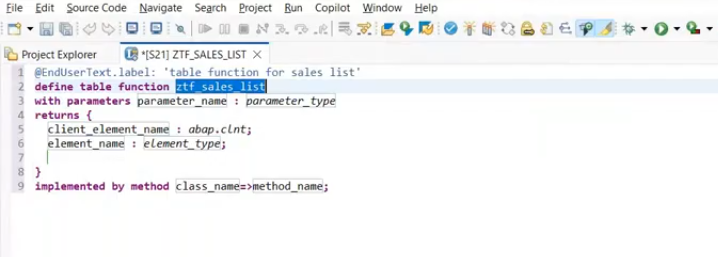 File Edit Source Code Navigate Search Project Run Copilot Window Help
Project Explorer
*[S21] ZTF_SALES_LIST
1 @EndUserText.label: 'table function for sales list'
2 define table function ztf_sales_list
3 with parameters parameter_name : parameter_type
4 returns {
5 client_element_name : abap.clnt;
6 element_name : element_type;
7
8 }
9 implemented by method class_name=>method_name;